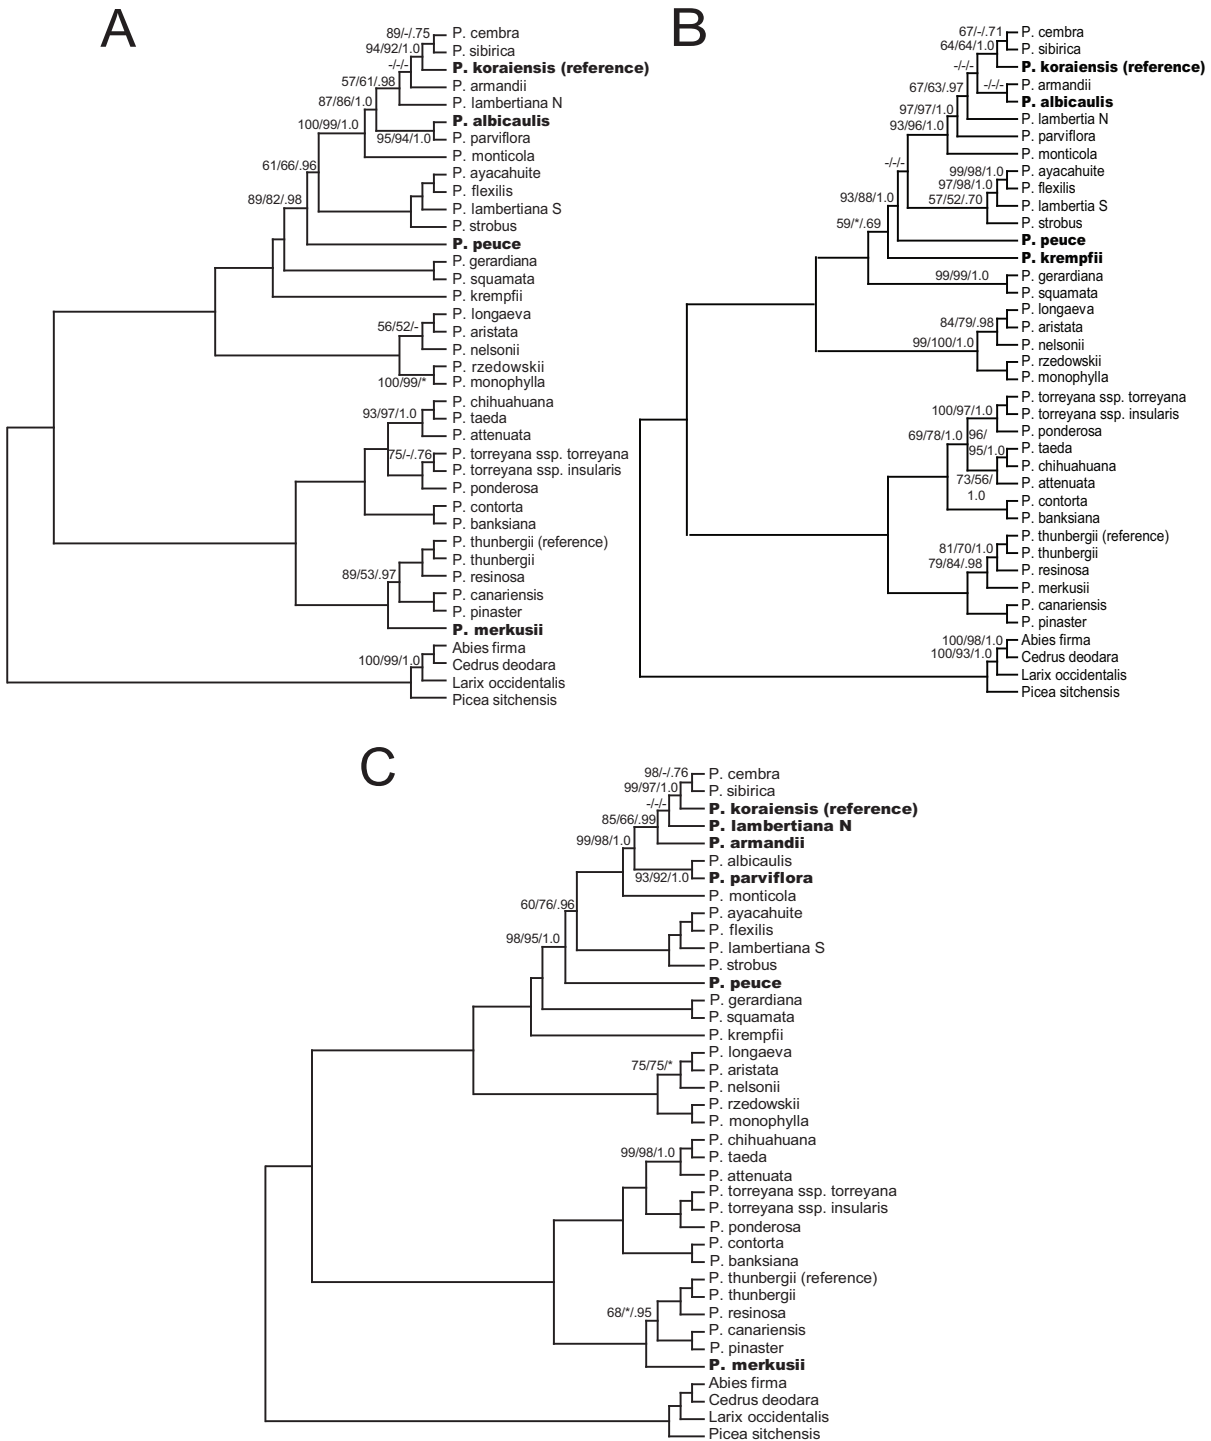 A
89/-/.75
P. cembra
94/92/1.0
P. sibirica
-/-/-
P. koraiensis (reference)
57/61/.98
P. armandii
87/86/1.0
P. lambertiana N
100/99/1.0
P. albicaulis
95/94/1.0
P. parviflora
P. monticola
61/66/.96
P. ayacahuite
P. flexilis
89/82/.98
P. lambertiana S
P. strobus
P. peuce
P. gerardiana
P. squamata
P. krempfii
P. longaeva
56/52/-
P. aristata
P. nelsonii
P. rzedowskii
100/99/*
P. monophylla
P. chihuahuana
93/97/1.0
P. taeda
P. attenuata
75/-/.76
P. torreyana ssp. torreyana
P. torreyana ssp. insularis
P. ponderosa
P. contorta
P. banksiana
P. thunbergii (reference)
P. thunbergii
89/53/.97
P. resinosa
P. canariensis
P. pinaster
P. merkusii
Abies firma
100/99/1.0
Cedrus deodara
Larix occidentalis
Picea sitchensis
B
67/-/.71
P. cembra
64/64/1.0
P. sibirica
-/-/-
P. koraiensis (reference)
-/-/-
P. armandii
67/63/.97
P. albicaulis
97/97/1.0
P. lambertia N
93/96/1.0
P. parviflora
P. monticola
-/-/-
99/98/1.0
P. ayacahuite
97/98/1.0
P. flexilis
93/88/1.0
57/52/.70
P. lambertia S
59/*/.69
P. strobus
P. peuce
P. krempfii
99/99/1.0
P. gerardiana
P. squamata
P. longaeva
84/79/.98
P. aristata
99/100/1.0
P. nelsonii
P. rzedowskii
P. monophylla
P. torreyana ssp. torreyana
100/97/1.0
P. torreyana ssp. insularis
P. ponderosa
69/78/1.0
96/
95/1.0
P. taeda
P. chihuahuana
73/56/
1.0
P. attenuata
P. contorta
P. banksiana
P. thunbergii (reference)
81/70/1.0
P. thunbergii
79/84/.98
P. resinosa
P. merkusii
P. canariensis
P. pinaster
100/98/1.0
Abies firma
100/93/1.0
Cedrus deodara
Larix occidentalis
Picea sitchensis
C
98/-/.76
P. cembra
99/97/1.0
P. sibirica
-/-/-
P. koraiensis (reference)
85/66/.99
P. lambertiana N
99/98/1.0
P. armandii
P. albicaulis
93/92/1.0
P. parviflora
P. monticola
60/76/.96
P. ayacahuite
P. flexilis
98/95/1.0
P. lambertiana S
P. strobus
P. peuce
P. gerardiana
P. squamata
P. krempfii
P. longaeva
75/75/*
P. aristata
P. nelsonii
P. rzedowskii
P. monophylla
P. chihuahuana
99/98/1.0
P. taeda
P. attenuata
P. torreyana ssp. torreyana
P. torreyana ssp. insularis
P. ponderosa
P. contorta
P. banksiana
P. thunbergii (reference)
P. thunbergii
68/*/.95
P. resinosa
P. canariensis
P. pinaster
P. merkusii
Abies firma
Cedrus deodara
Larix occidentalis
Picea sitchensis